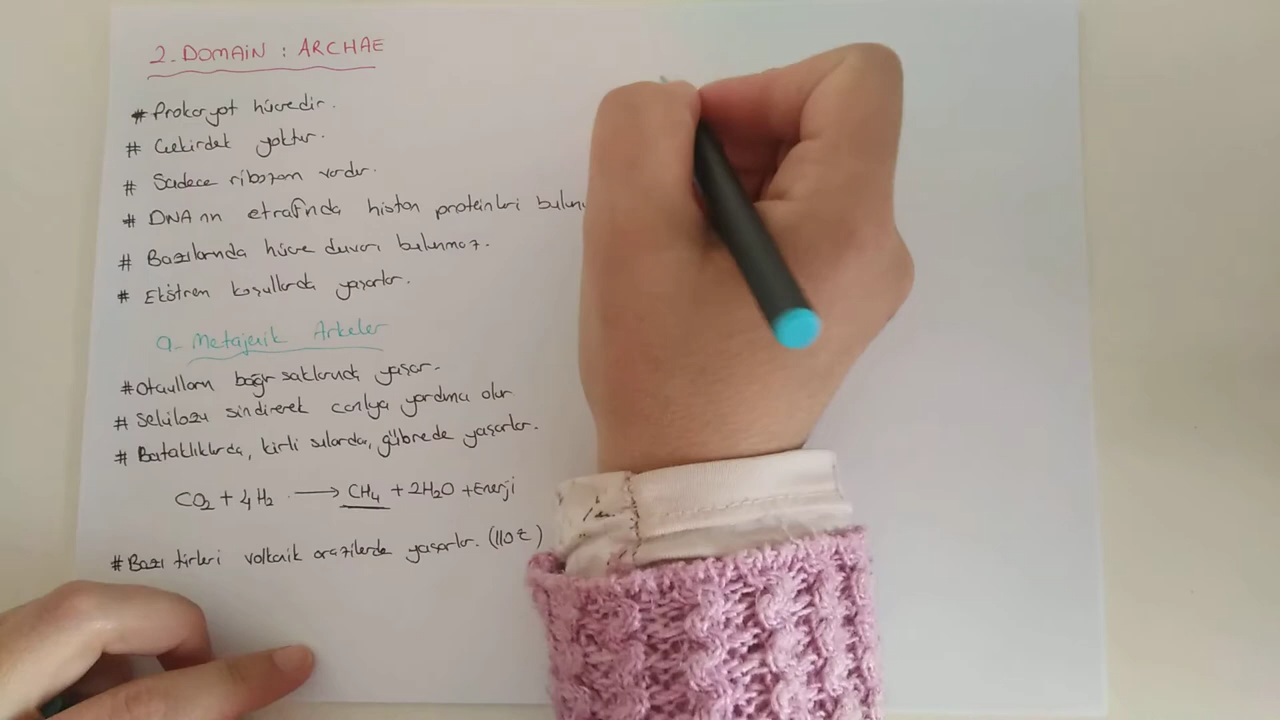 2. DOMAIN : ARCHAE
# Prokaryot hücredir.
# Çekirdek yoktur.
# Sadece ribozom vardır.
# DNA nın etrafında histon proteinleri bulunu
# Bazılarında hücre duvarı bulunmaz.
# Ekstrem koşullarda yaşarlar.
a- Metajenik Arkeler
# Otçulların bağırsaklarında yaşar.
# Selülozu sindirerek canlıya yardımcı olur
# Bataklıklarda, kirli sularda, gübrede yaşarlar.
CO₂ + 4H₂ → CH₄ + 2H₂O + Enerji
# Bazı türleri volkanik arazilerde yaşarlar. (110 C)